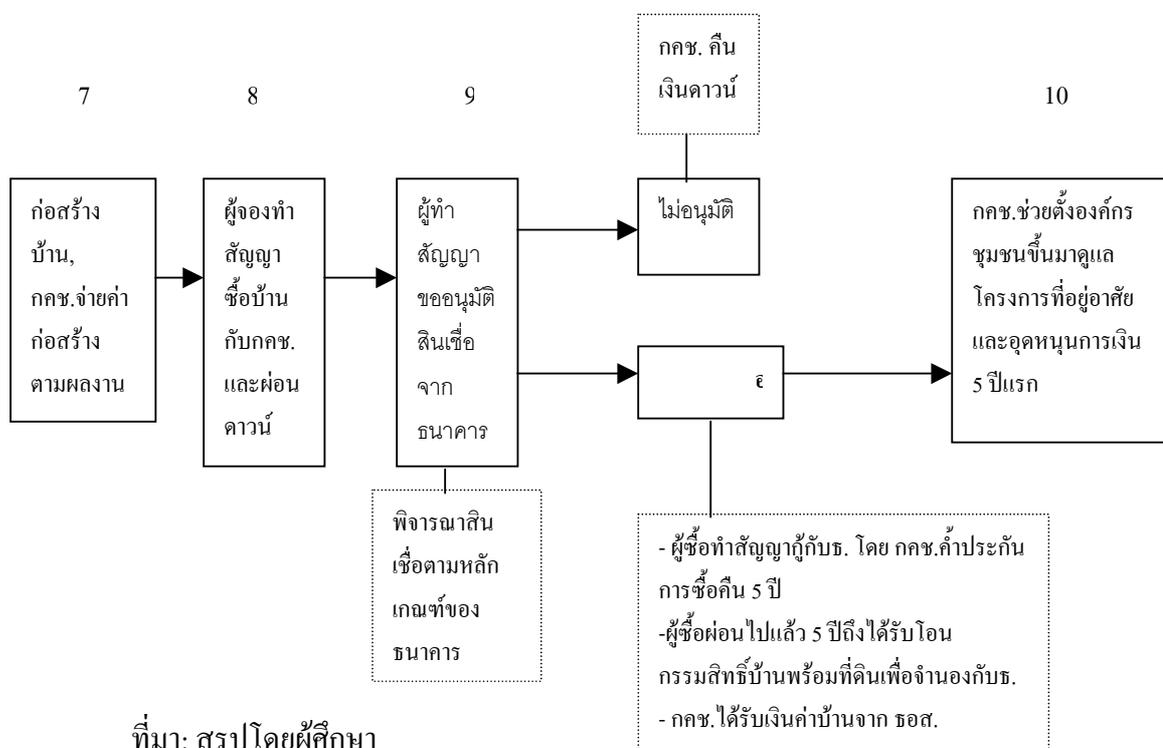 กคช. คืน
เงินดาวน์
7
8
9
10
ก่อสร้าง
บ้าน,
กคช.จ่ายค่า
ก่อสร้าง
ตามผลงาน
ผู้จองทำ
สัญญา
ซื้อบ้าน
กับกคช.
และผ่อน
ดาวน์
ผู้ทำ
สัญญา
ขออนุมัติ
สินเชื่อ
จาก
ธนาคาร
ไม่อนุมัติ
กคช.ช่วยตั้งองค์กร
ชุมชนขึ้นมาดูแล
โครงการที่อยู่อาศัย
และอุดหนุนการเงิน
5 ปีแรก
พิจารณาสิน
เชื่อตามหลัก
เกณฑ์ของ
ธนาคาร
- ผู้ซื้อทำสัญญากู้กับธ. โดย กคช.ค้ำประกัน
การซื้อคืน 5 ปี
-ผู้ซื้อผ่อนไปแล้ว 5 ปีถึงได้รับโอน
กรรมสิทธิ์บ้านพร้อมที่ดินเพื่อจำนองกับธ.
- กคช.ได้รับเงินค่าบ้านจาก ธอส.
ที่มา: สรุปโดยผู้ศึกษา